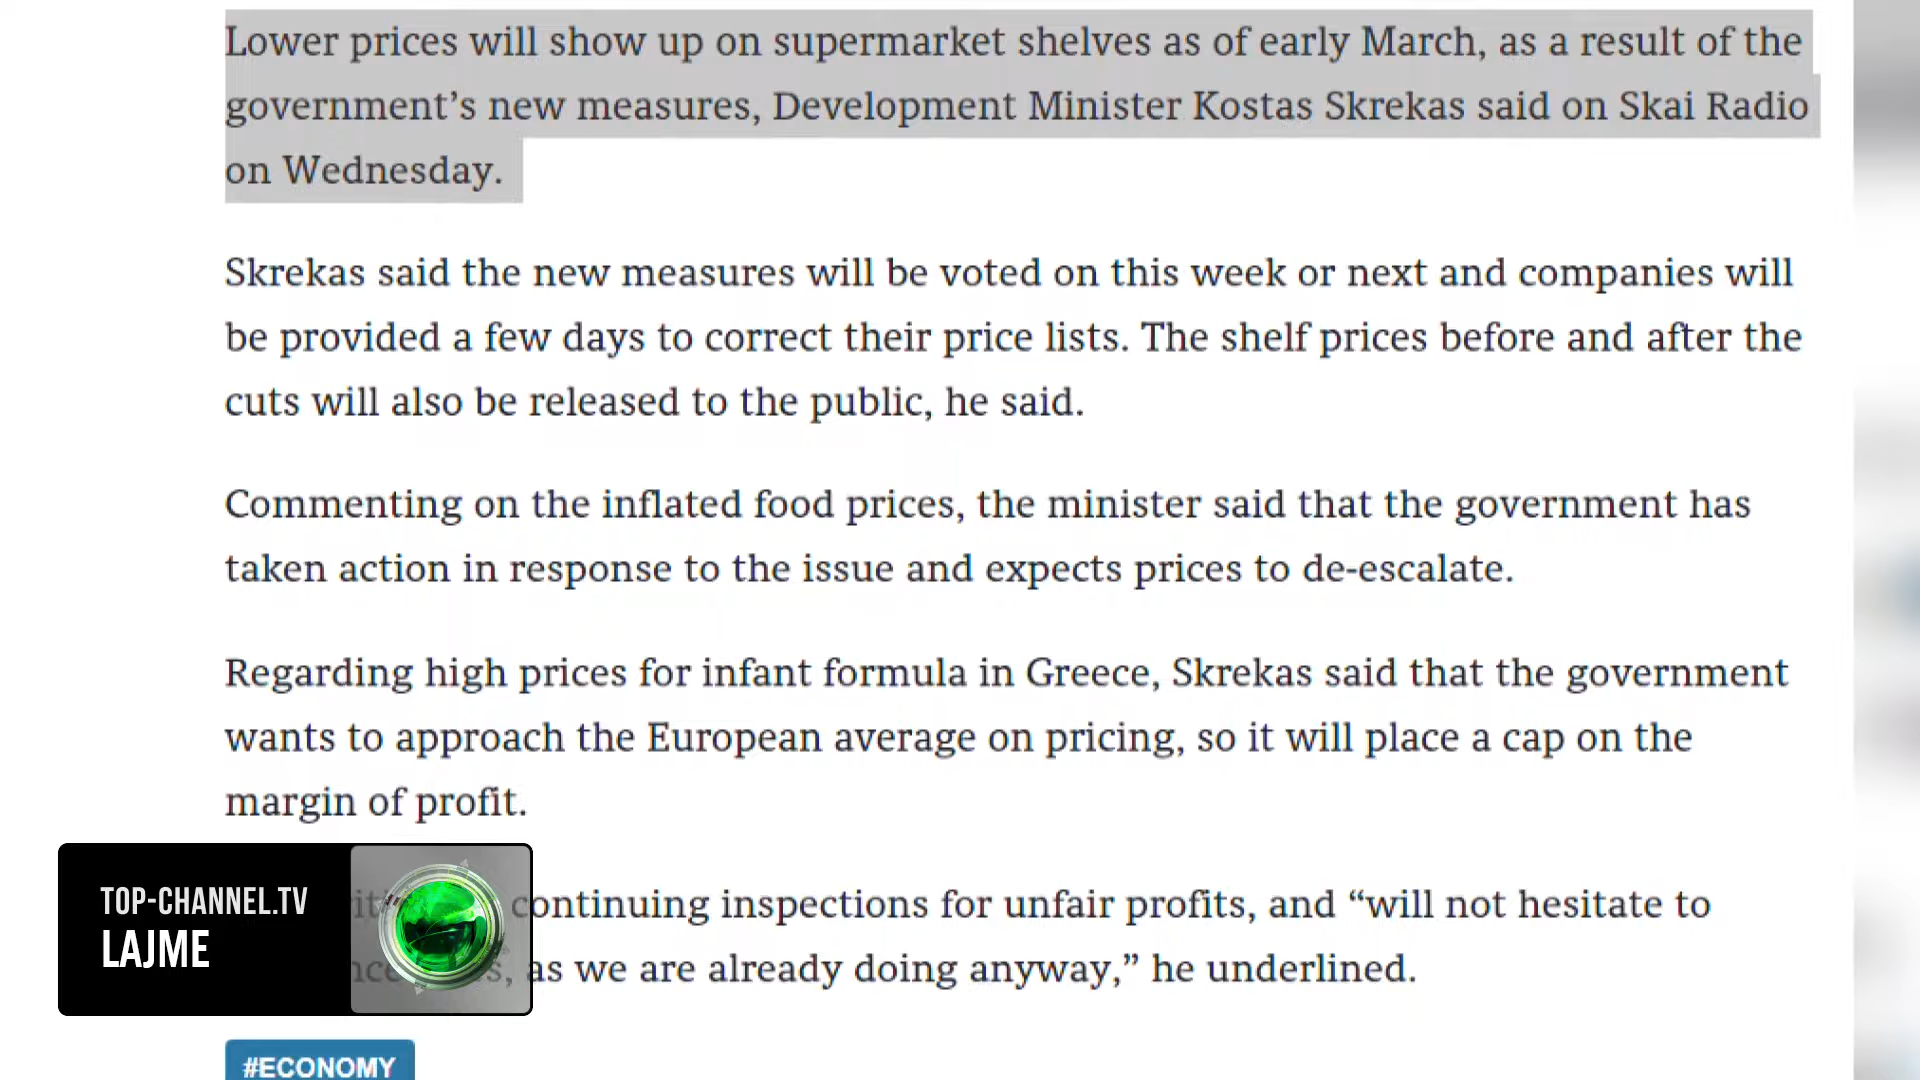 Lower prices will show up on supermarket shelves as of early March, as a result of the
government’s new measures, Development Minister Kostas Skrekas said on Skai Radio
on Wednesday.
Skrekas said the new measures will be voted on this week or next and companies will
be provided a few days to correct their price lists. The shelf prices before and after the
cuts will also be released to the public, he said.
Commenting on the inflated food prices, the minister said that the government has
taken action in response to the issue and expects prices to de-escalate.
Regarding high prices for infant formula in Greece, Skrekas said that the government
wants to approach the European average on pricing, so it will place a cap on the
margin of profit.
continuing inspections for unfair profits, and “will not hesitate to
as we are already doing anyway,” he underlined.
TOP-CHANNEL.TV
LAJME
#ECONOMY